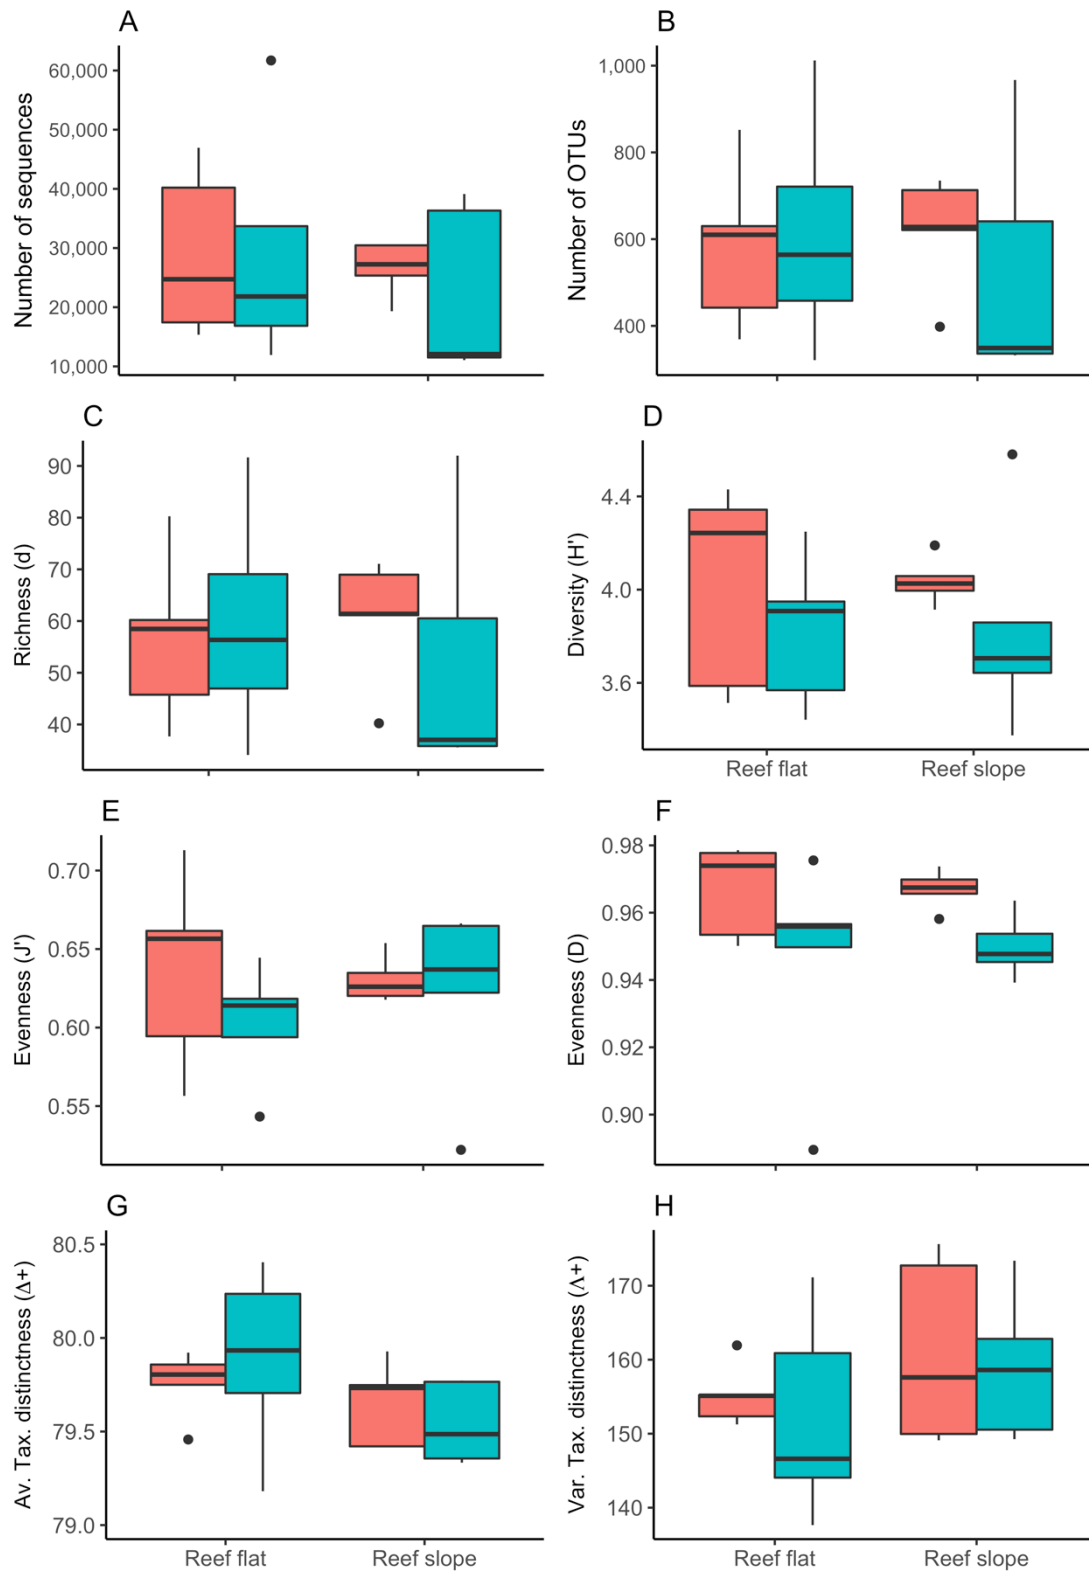 A
Number of sequences
60,000
50,000
40,000
30,000
20,000
10,000
B
Number of OTUs
1,000
800
600
400
C
Richness (d)
90
80
70
60
50
40
D
Diversity (H')
4.4
4.0
3.6
Reef flat
Reef slope
E
Evenness (J')
0.70
0.65
0.60
0.55
F
Evenness (D)
0.98
0.96
0.94
0.92
0.90
G
Av. Tax. distinctness (Δ+)
80.5
80.0
79.5
79.0
Reef flat
Reef slope
H
Var. Tax. distinctness (Λ+)
170
160
150
140
Reef flat
Reef slope